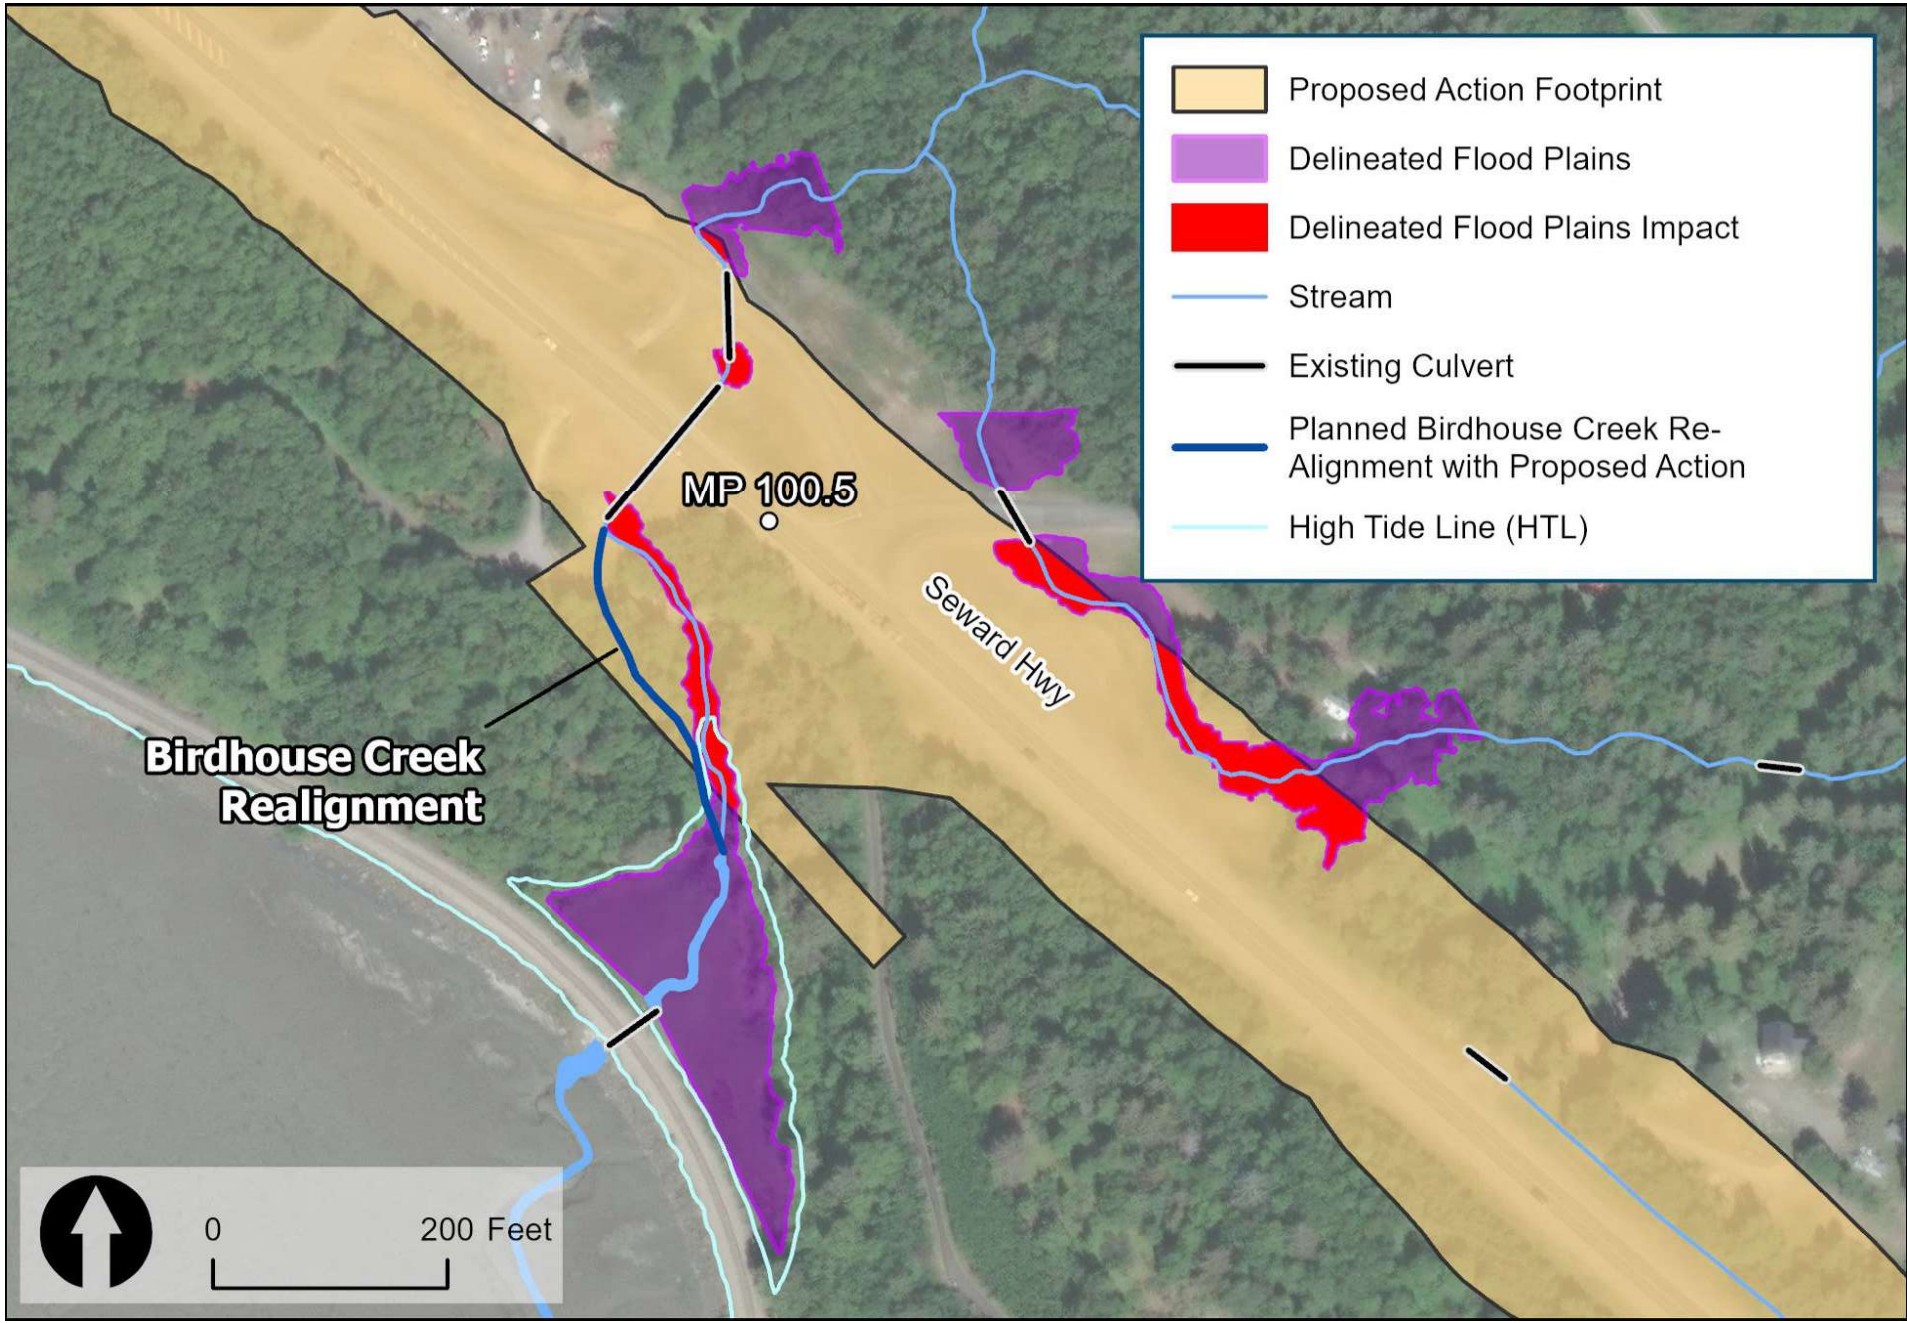 Proposed Action Footprint
Delineated Flood Plains
Delineated Flood Plains Impact
Stream
Existing Culvert
Planned Birdhouse Creek Re-
Alignment with Proposed Action
High Tide Line (HTL)
MP 100.5
Seward Hwy
Birdhouse Creek
Realignment
0 200 Feet